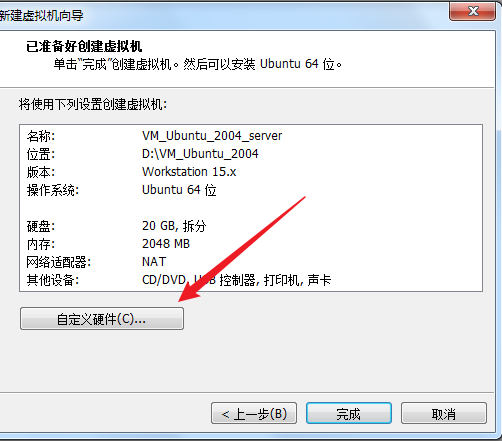 新建虚拟机向导
已准备好创建虚拟机
单击“完成”创建虚拟机。然后可以安装 Ubuntu 64 位。
将使用下列设置创建虚拟机:
名称: VM_Ubuntu_2004_server
位置: D:\VM_Ubuntu_2004
版本: Workstation 15.x
操作系统: Ubuntu 64 位
硬盘: 20 GB, 拆分
内存: 2048 MB
网络适配器: NAT
其他设备: CD/DVD, USB 控制器, 打印机, 声卡
自定义硬件(C)...
< 上一步(B) 完成 取消